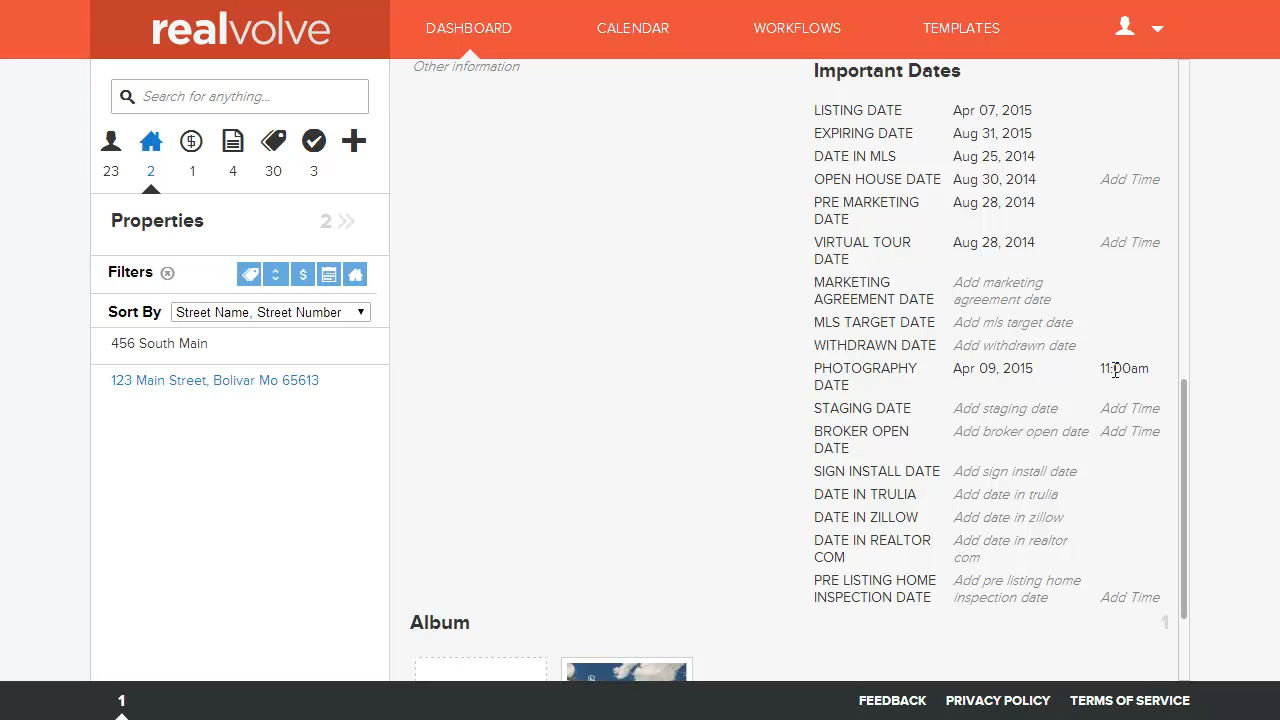 realvolve
DASHBOARD
CALENDAR
WORKFLOWS
TEMPLATES
Search for anything...
23
2
1
4
30
3
Properties
2
Filters
Sort By
Street Name, Street Number
456 South Main
123 Main Street, Bolivar Mo 65613
Other information
Important Dates
LISTING DATE Apr 07, 2015
EXPIRING DATE Aug 31, 2015
DATE IN MLS Aug 25, 2014
OPEN HOUSE DATE Aug 30, 2014 Add Time
PRE MARKETING Aug 28, 2014
DATE
VIRTUAL TOUR Aug 28, 2014 Add Time
DATE
MARKETING Add marketing
AGREEMENT DATE agreement date
MLS TARGET DATE Add mls target date
WITHDRAWN DATE Add withdrawn date
PHOTOGRAPHY Apr 09, 2015 11:00am
DATE
STAGING DATE Add staging date Add Time
BROKER OPEN Add broker open date Add Time
DATE
SIGN INSTALL DATE Add sign install date
DATE IN TRULIA Add date in trulia
DATE IN ZILLOW Add date in zillow
DATE IN REALTOR Add date in realtor
COM com
PRE LISTING HOME Add pre listing home
INSPECTION DATE inspection date Add Time
Album
1
1
FEEDBACK
PRIVACY POLICY
TERMS OF SERVICE